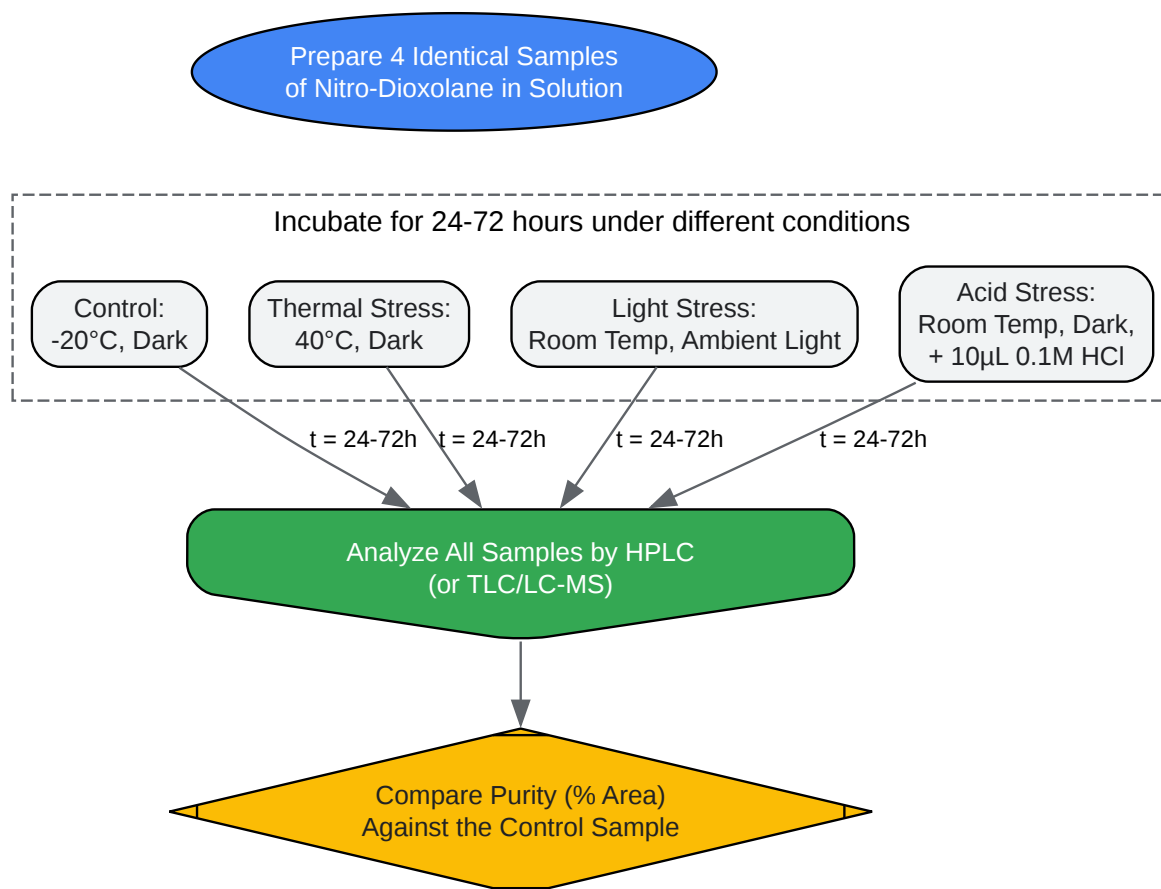 Prepare 4 Identical Samples
of Nitro-Dioxolane in Solution
Incubate for 24-72 hours under different conditions
Control:
-20°C, Dark
Thermal Stress:
40°C, Dark
Light Stress:
Room Temp, Ambient Light
Acid Stress:
Room Temp, Dark,
+ 10µL 0.1M HCl
t = 24-72h
t = 24-72h
t = 24-72h
t = 24-72h
Analyze All Samples by HPLC
(or TLC/LC-MS)
Compare Purity (% Area)
Against the Control Sample